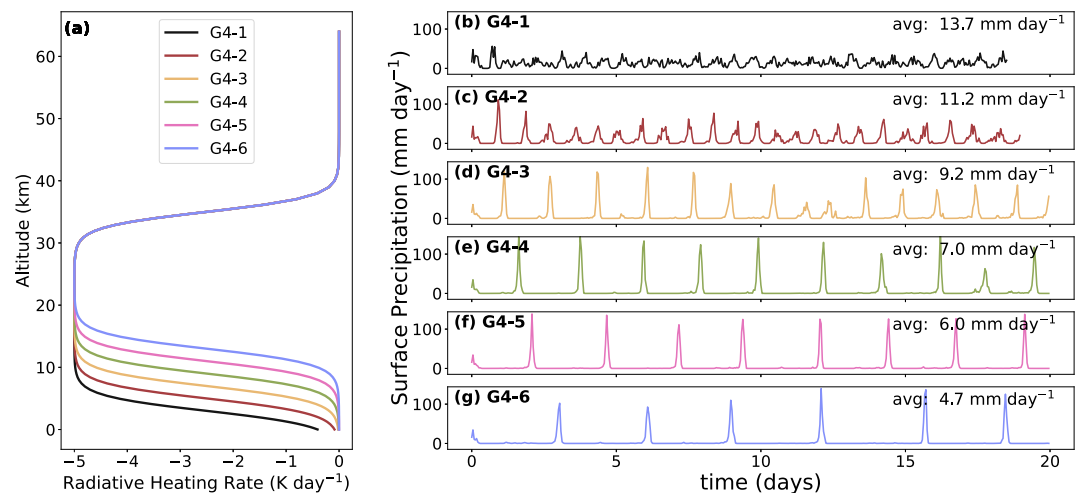 (a)
G4-1
G4-2
G4-3
G4-4
G4-5
G4-6
60
50
40
30
20
10
0
Altitude (km)
−5 −4 −3 −2 −1 0
Radiative Heating Rate (K day⁻¹)
Surface Precipitation (mm day⁻¹)
(b) G4-1 avg: 13.7 mm day⁻¹
100
0
(c) G4-2 avg: 11.2 mm day⁻¹
100
0
(d) G4-3 avg: 9.2 mm day⁻¹
100
0
(e) G4-4 avg: 7.0 mm day⁻¹
100
0
(f) G4-5 avg: 6.0 mm day⁻¹
100
0
(g) G4-6 avg: 4.7 mm day⁻¹
100
0
0 5 10 15 20
time (days)